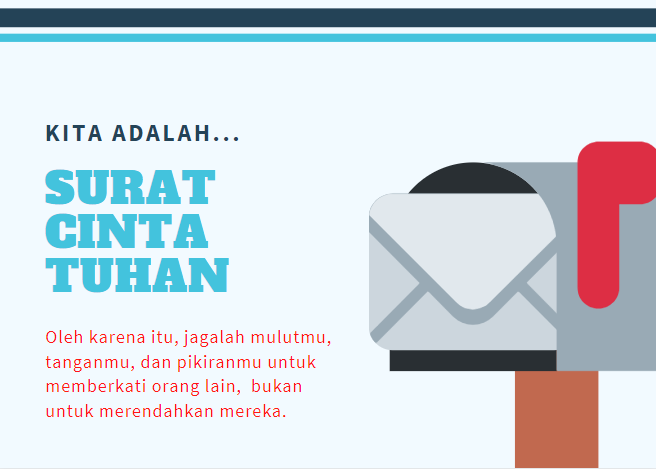 KITA ADALAH...
SURAT
CINTA
TUHAN
Oleh karena itu, jagalah mulutmu,
tanganmu, dan pikiranmu untuk
memberkati orang lain,  bukan
untuk merendahkan mereka.